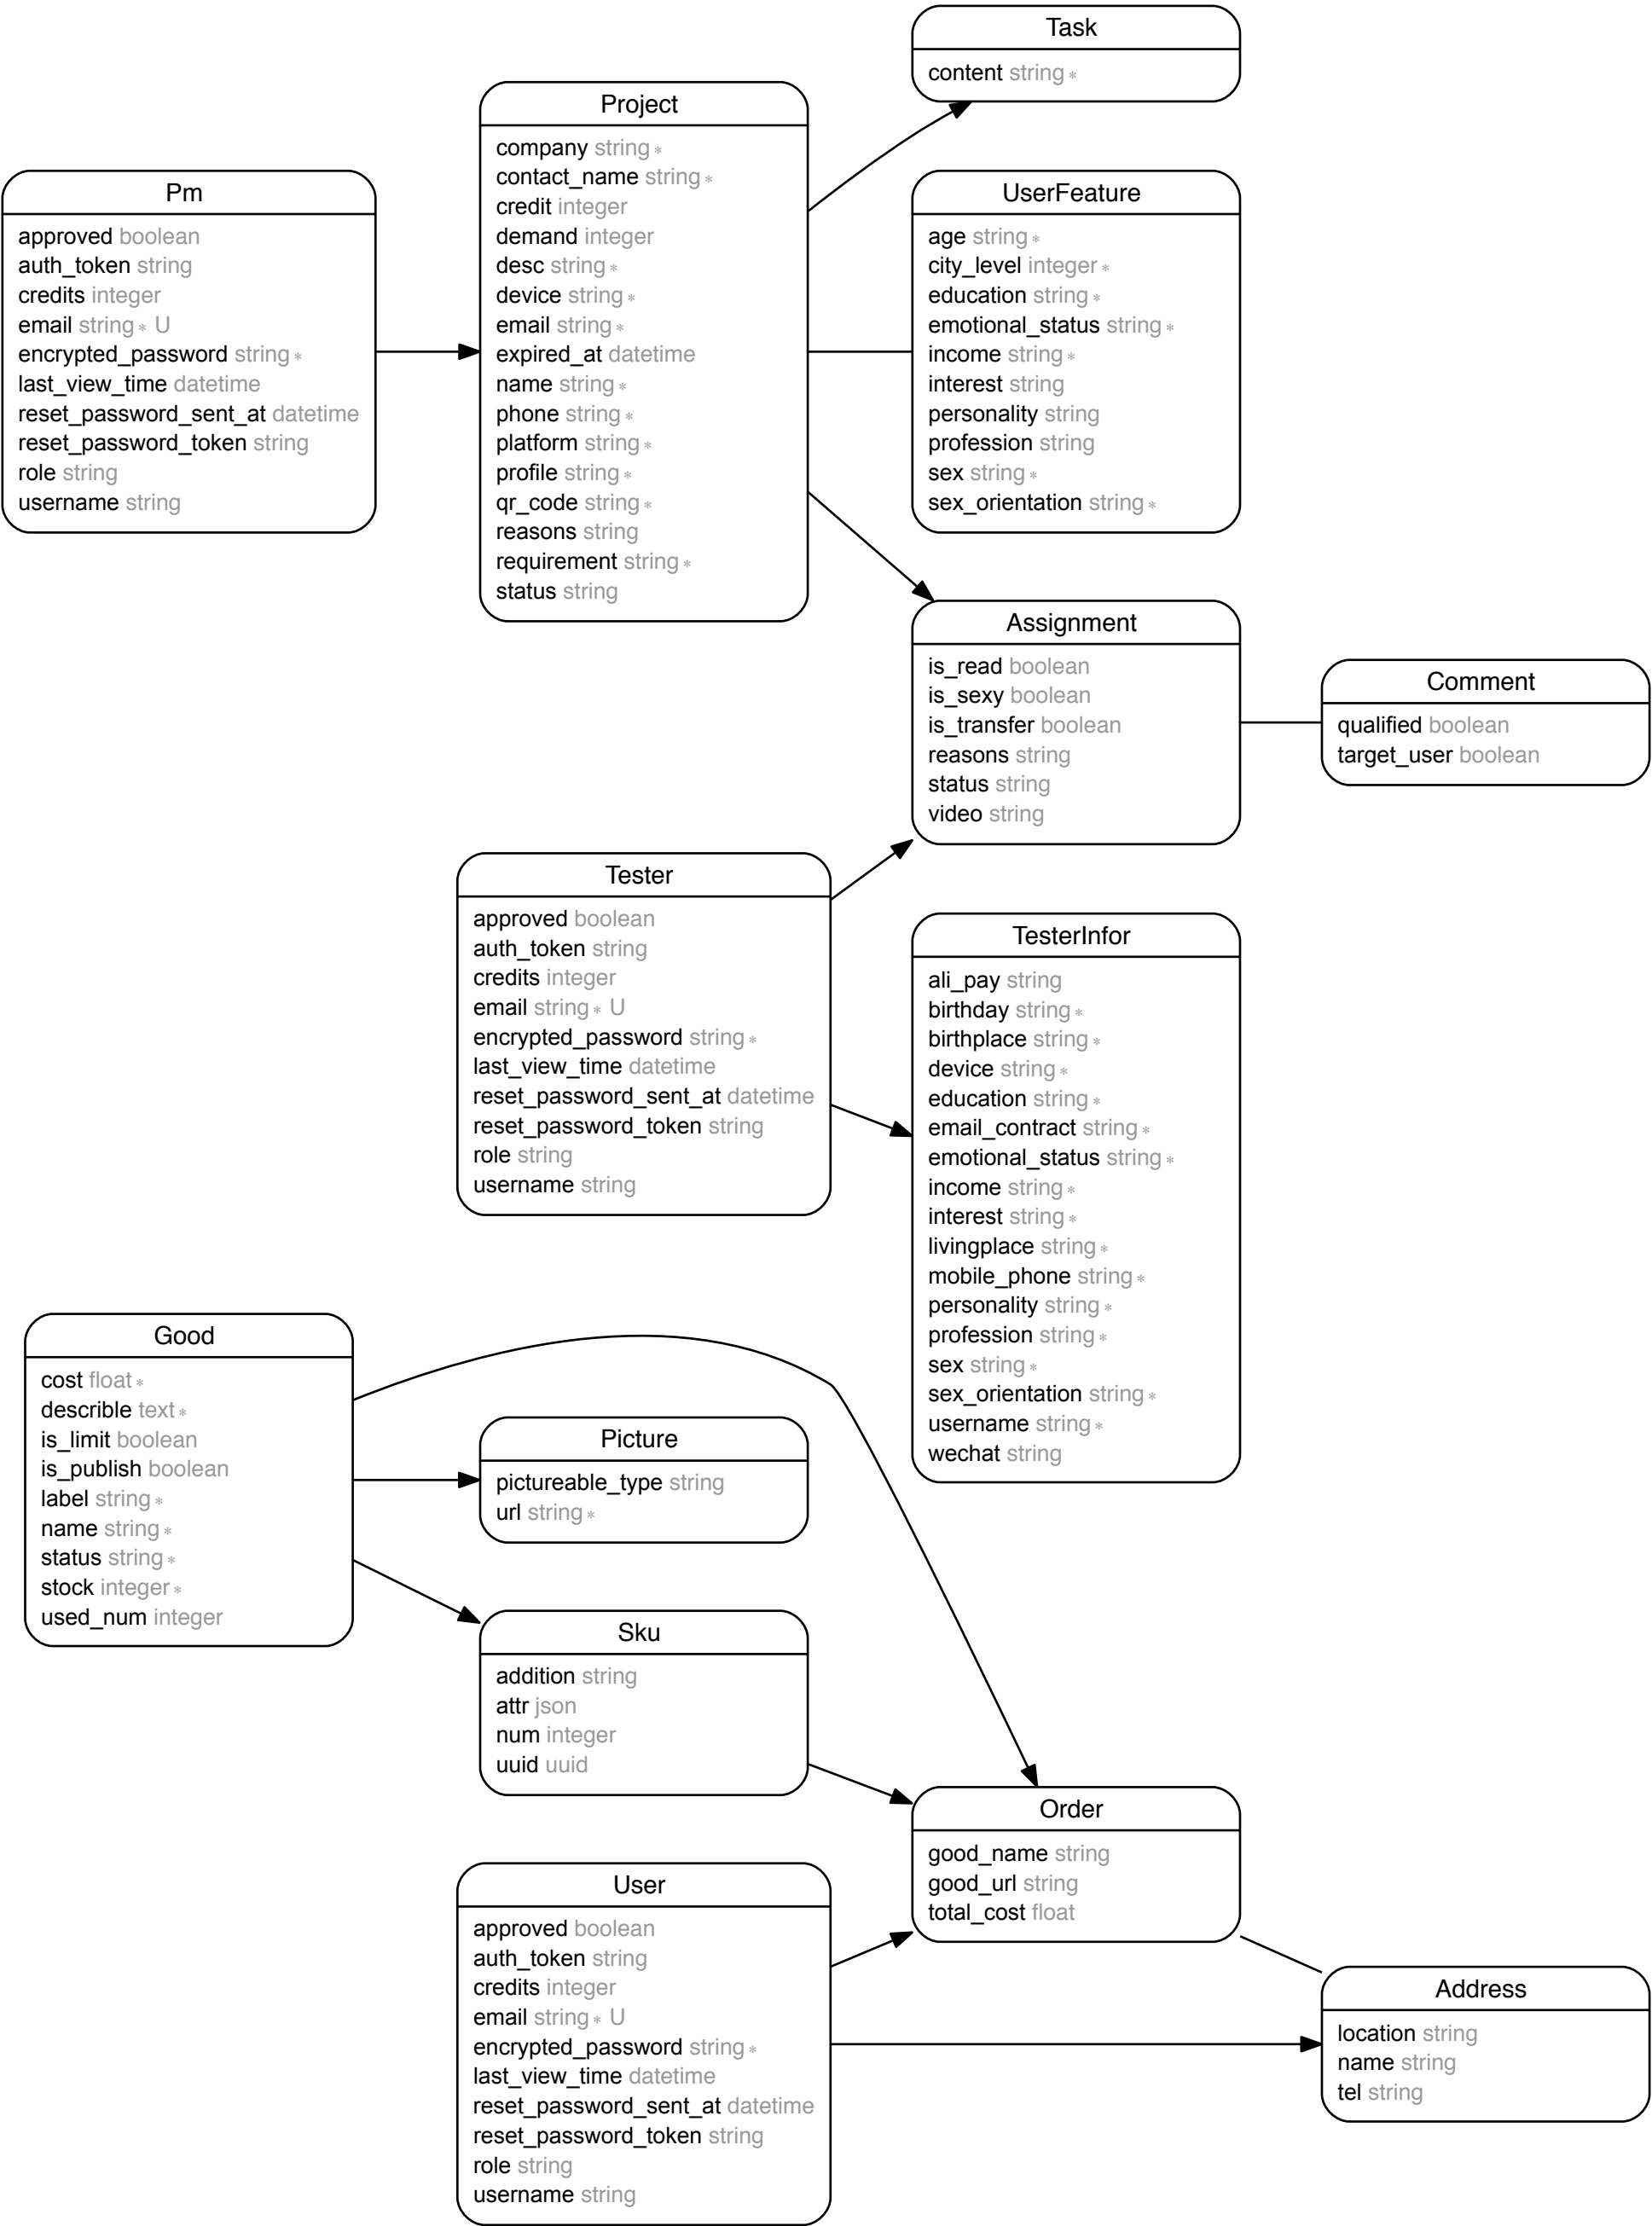 Task
content string∗
Project
company string∗
contact_name string∗
credit integer
demand integer
desc string∗
device string∗
email string∗
expired_at datetime
name string∗
phone string∗
platform string∗
profile string∗
qr_code string∗
reasons string
requirement string∗
status string
Pm
approved boolean
auth_token string
credits integer
email string∗ U
encrypted_password string∗
last_view_time datetime
reset_password_sent_at datetime
reset_password_token string
role string
username string
UserFeature
age string∗
city_level integer∗
education string∗
emotional_status string∗
income string∗
interest string
personality string
profession string
sex string∗
sex_orientation string∗
Assignment
is_read boolean
is_sexy boolean
is_transfer boolean
reasons string
status string
video string
Comment
qualified boolean
target_user boolean
Tester
approved boolean
auth_token string
credits integer
email string∗ U
encrypted_password string∗
last_view_time datetime
reset_password_sent_at datetime
reset_password_token string
role string
username string
TesterInfor
ali_pay string
birthday string∗
birthplace string∗
device string∗
education string∗
email_contract string∗
emotional_status string∗
income string∗
interest string∗
livingplace string∗
mobile_phone string∗
personality string∗
profession string∗
sex string∗
sex_orientation string∗
username string∗
wechat string
Good
cost float∗
describle text∗
is_limit boolean
is_publish boolean
label string∗
name string∗
status string∗
stock integer∗
used_num integer
Picture
pictureable_type string
url string∗
Sku
addition string
attr json
num integer
uuid uuid
Order
good_name string
good_url string
total_cost float
User
approved boolean
auth_token string
credits integer
email string∗ U
encrypted_password string∗
last_view_time datetime
reset_password_sent_at datetime
reset_password_token string
role string
username string
Address
location string
name string
tel string